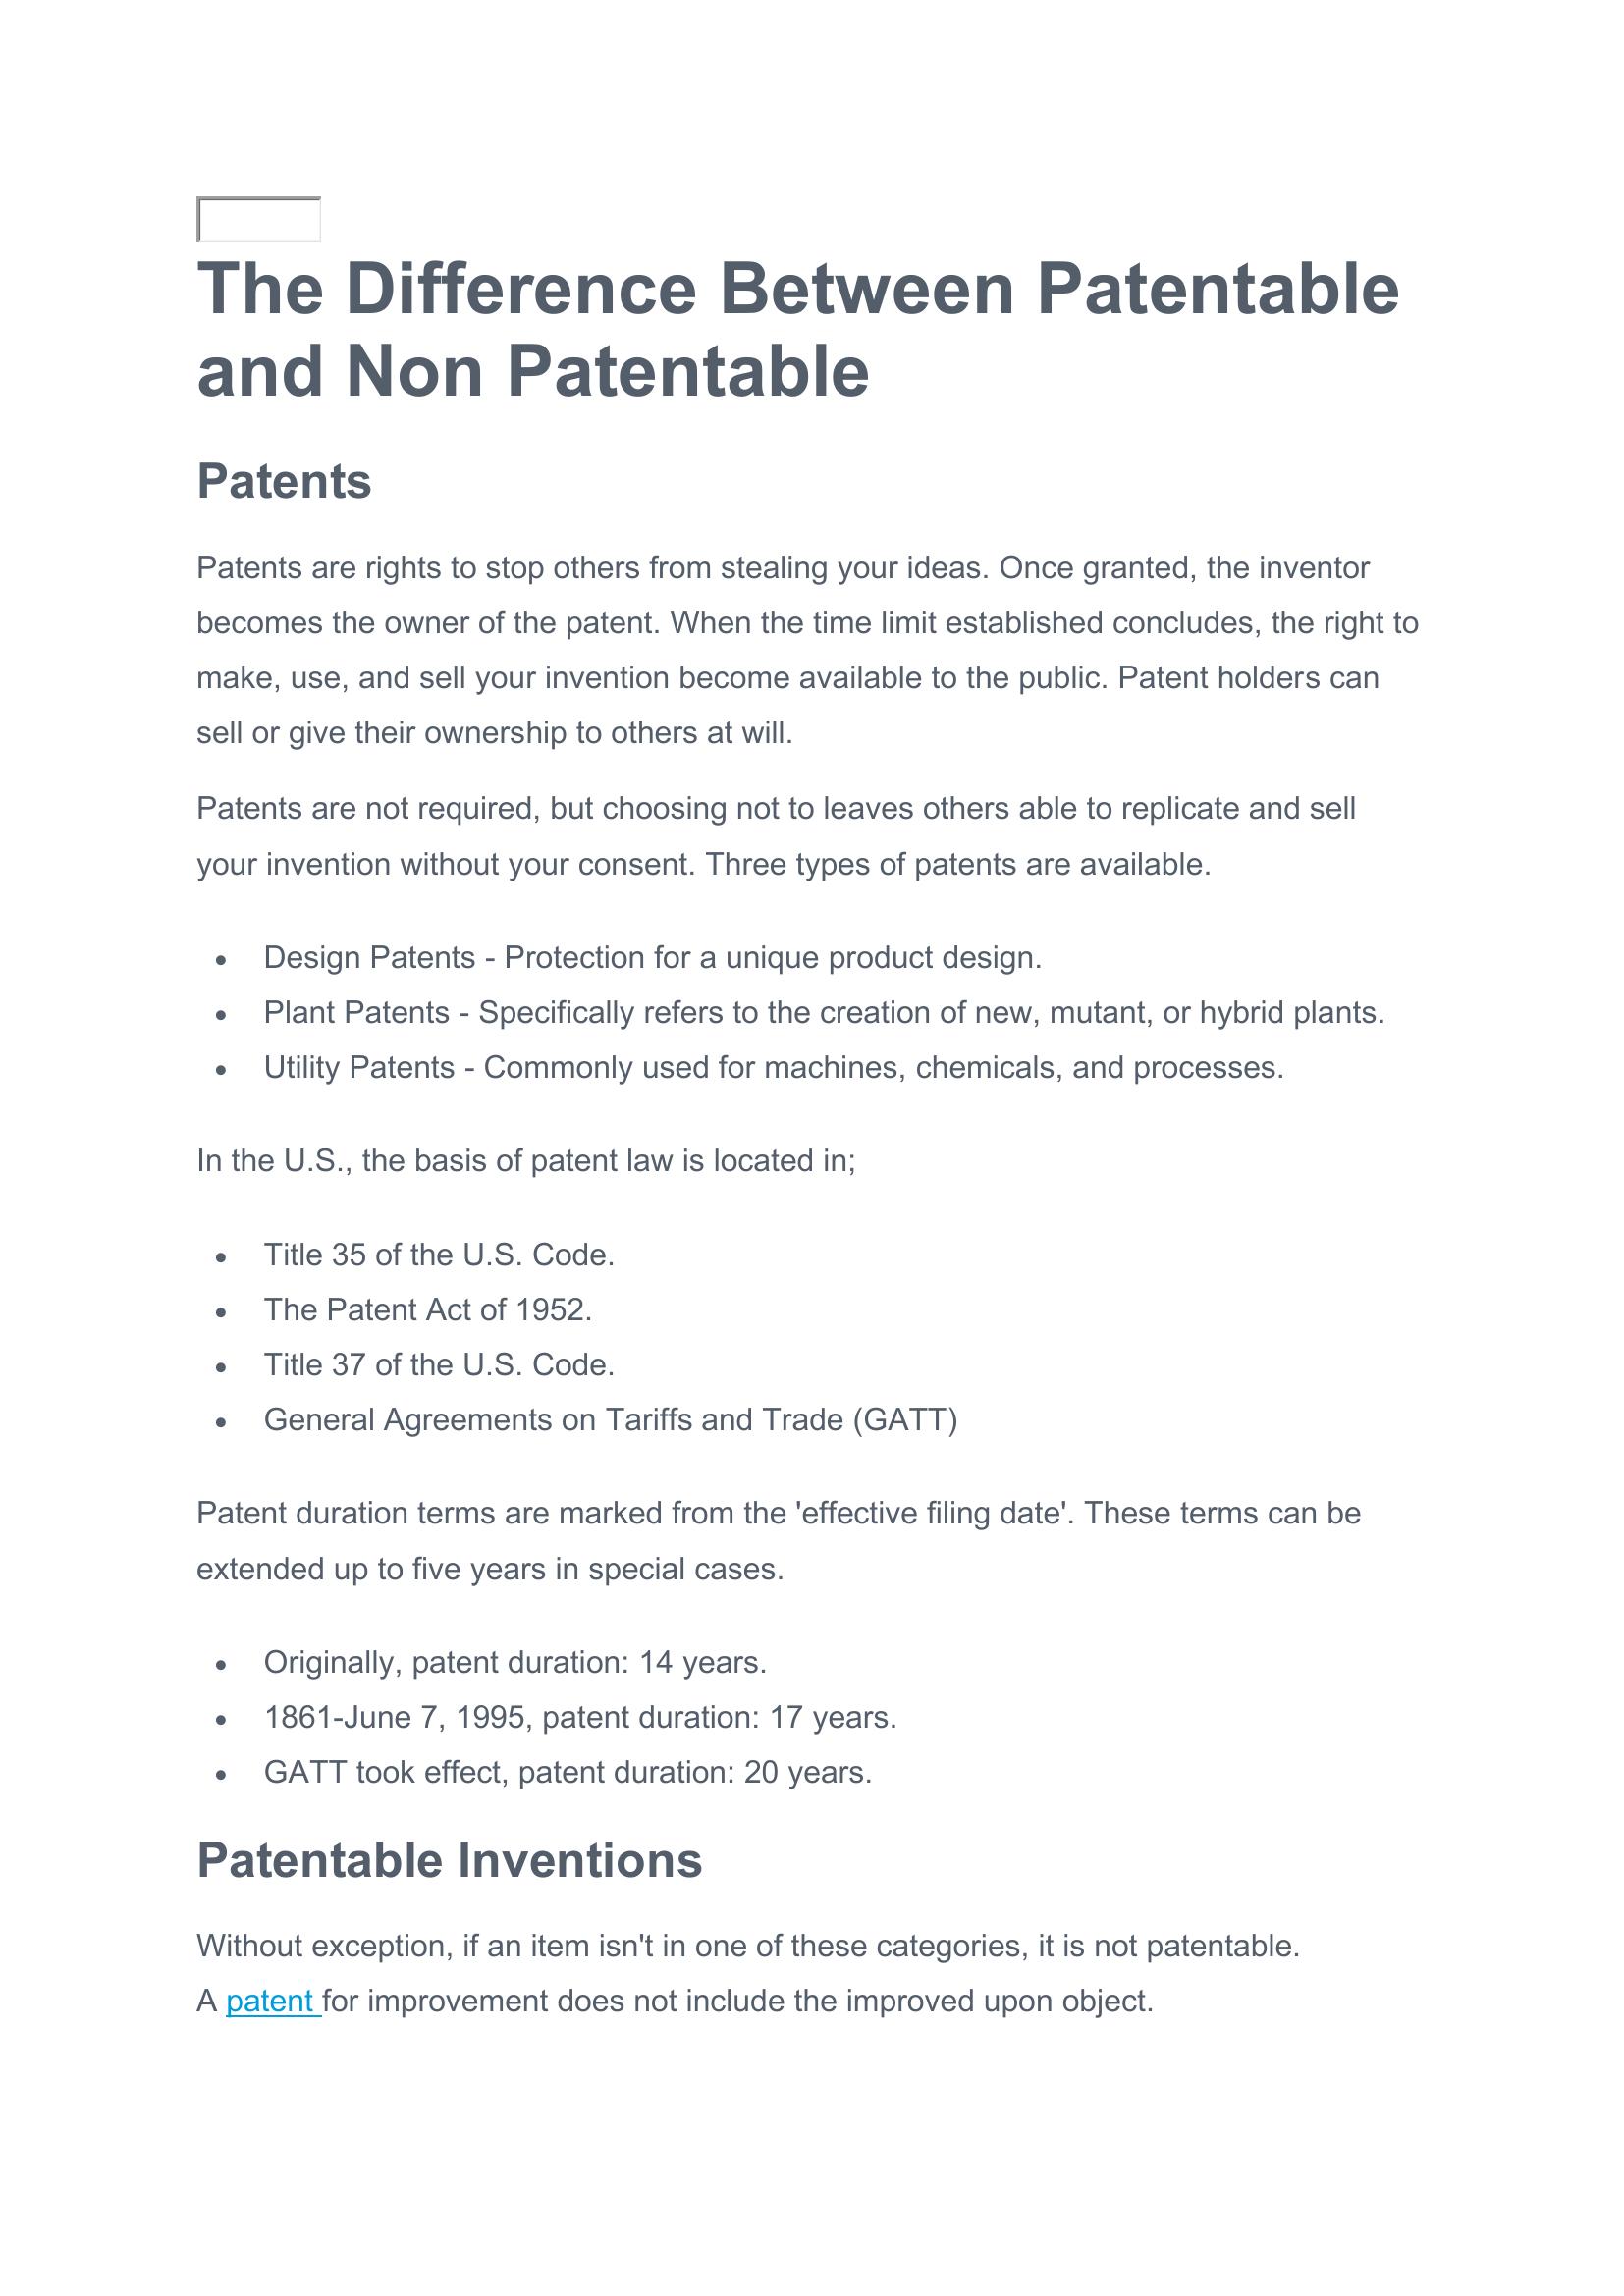 The Difference Between Patentable
and Non Patentable
Patents
Patents are rights to stop others from stealing your ideas. Once granted, the inventor
becomes the owner of the patent. When the time limit established concludes, the right to
make, use, and sell your invention become available to the public. Patent holders can
sell or give their ownership to others at will.
Patents are not required, but choosing not to leaves others able to replicate and sell
your invention without your consent. Three types of patents are available.
• Design Patents - Protection for a unique product design.
• Plant Patents - Specifically refers to the creation of new, mutant, or hybrid plants.
• Utility Patents - Commonly used for machines, chemicals, and processes.
In the U.S., the basis of patent law is located in;
• Title 35 of the U.S. Code.
• The Patent Act of 1952.
• Title 37 of the U.S. Code.
• General Agreements on Tariffs and Trade (GATT)
Patent duration terms are marked from the 'effective filing date'. These terms can be
extended up to five years in special cases.
• Originally, patent duration: 14 years.
• 1861-June 7, 1995, patent duration: 17 years.
• GATT took effect, patent duration: 20 years.
Patentable Inventions
Without exception, if an item isn't in one of these categories, it is not patentable.
A patent for improvement does not include the improved upon object.